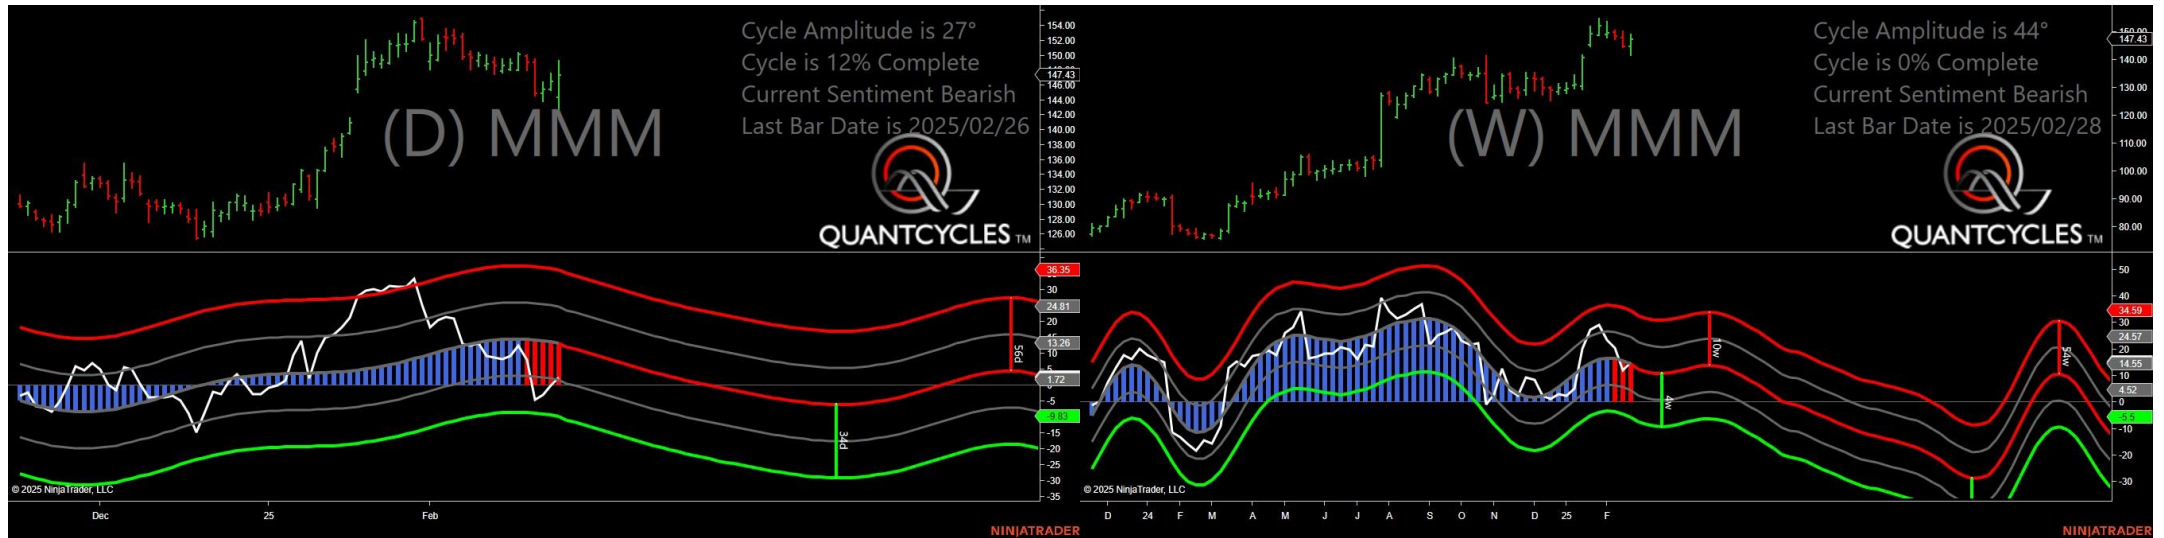 Cycle Amplitude is 27°
Cycle is 12% Complete
Current Sentiment Bearish
Last Bar Date is 2025/02/26
(D) MMM
QUANTCYCLES TM
154.00
152.00
150.00
147.43
146.00
144.00
142.00
140.00
138.00
136.00
134.00
132.00
130.00
128.00
126.00
36.35
30
24.81
20
13.26
10
1.72
-5
-9.83
-15
-20
-25
-30
-35
56d
34d
© 2025 NinjaTrader, LLC
Dec
25
Feb
NINJATRADER
Cycle Amplitude is 44°
Cycle is 0% Complete
Current Sentiment Bearish
Last Bar Date is 2025/02/28
(W) MMM
QUANTCYCLES TM
147.43
140.00
130.00
120.00
110.00
100.00
90.00
80.00
50
40
34.59
30
24.57
20
14.55
10
4.52
0
-5.5
-10
-20
-30
10w
4w
54w
© 2025 NinjaTrader, LLC
D
24
F
M
A
M
J
J
A
S
O
N
D
25
F
NINJATRADER